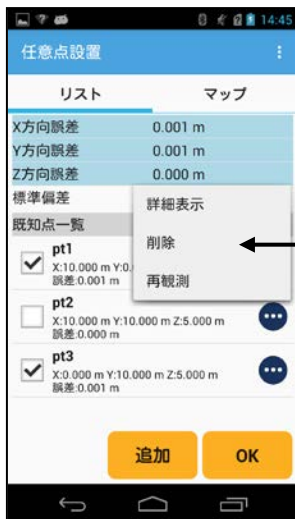 14:45
任意点設置
リスト マップ
X方向誤差 0.001 m
Y方向誤差 0.001 m
Z方向誤差 0.000 m
標準偏差
詳細表示
既知点一覧
削除
pt1
X:10.000 m Y:0.
再観測
誤差:0.001 m
pt2
X:10.000 m Y:10.000 m Z:5.000 m
誤差:0.000 m
pt3
X:0.000 m Y:10.000 m Z:5.000 m
誤差:0.001 m
追加 OK